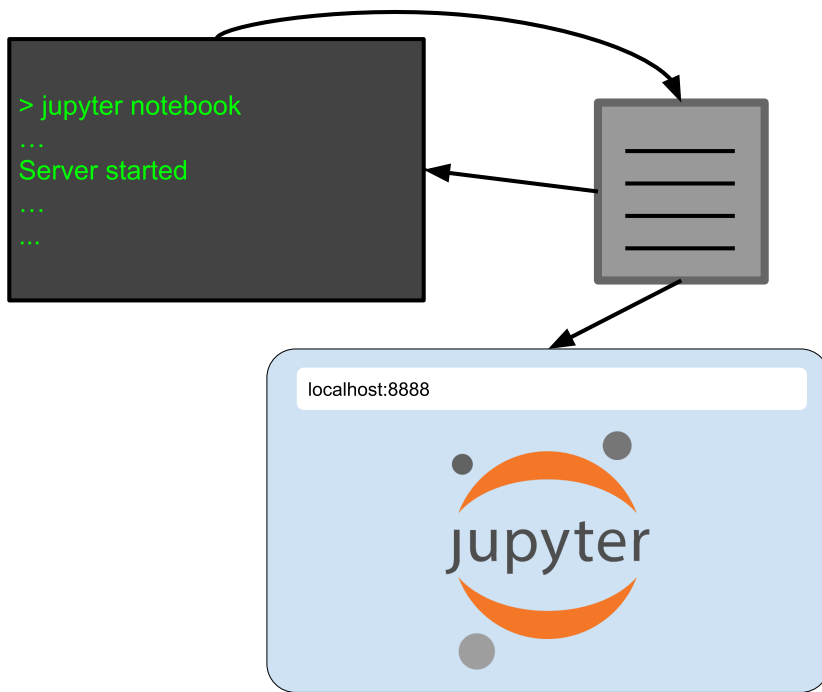 > jupyter notebook
…
Server started
…
...
localhost:8888
jupyter